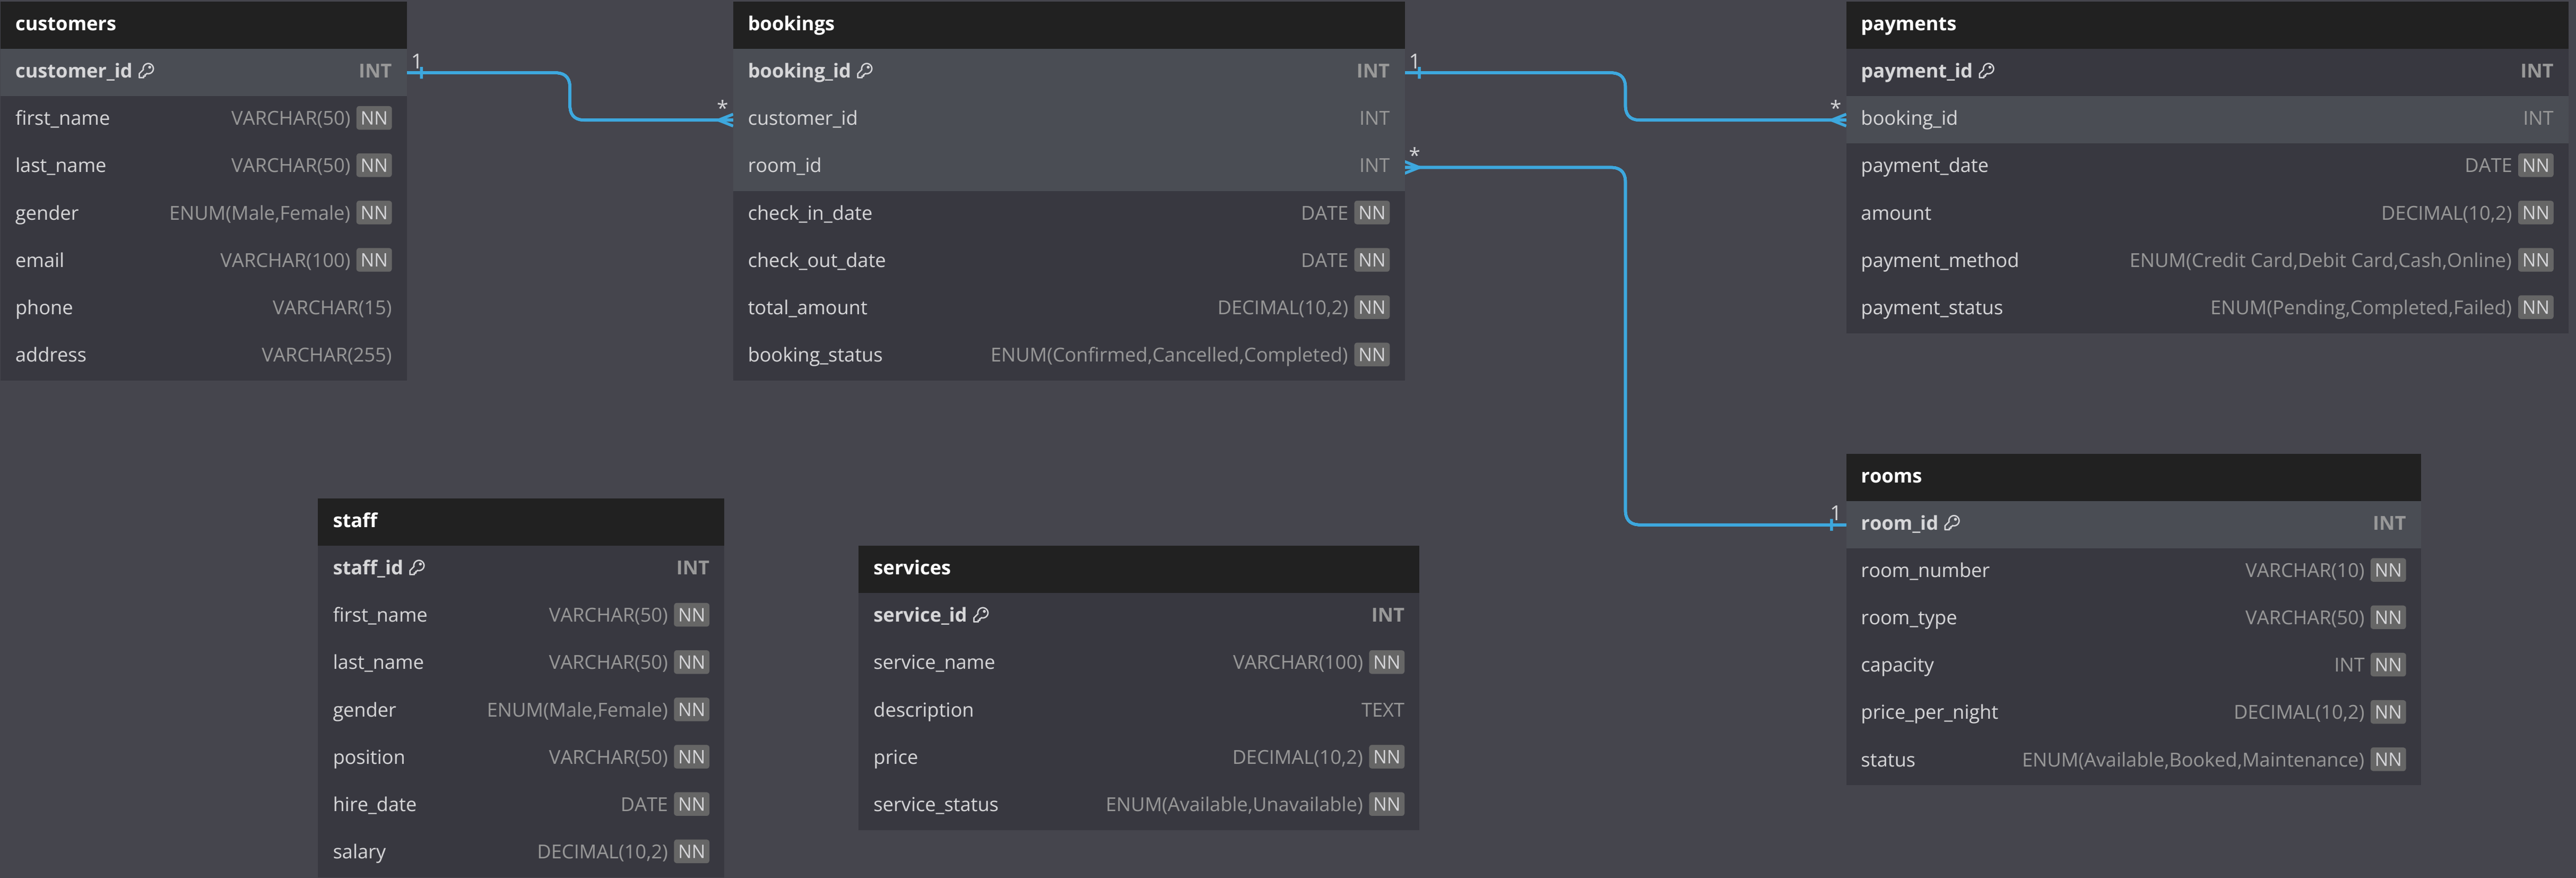 customers
customer_id INT
first_name VARCHAR(50) NN
last_name VARCHAR(50) NN
gender ENUM(Male,Female) NN
email VARCHAR(100) NN
phone VARCHAR(15)
address VARCHAR(255)
1
*
bookings
booking_id INT
customer_id INT
room_id INT
check_in_date DATE NN
check_out_date DATE NN
total_amount DECIMAL(10,2) NN
booking_status ENUM(Confirmed,Cancelled,Completed) NN
1
*
*
1
payments
payment_id INT
booking_id INT
payment_date DATE NN
amount DECIMAL(10,2) NN
payment_method ENUM(Credit Card,Debit Card,Cash,Online) NN
payment_status ENUM(Pending,Completed,Failed) NN
staff
staff_id INT
first_name VARCHAR(50) NN
last_name VARCHAR(50) NN
gender ENUM(Male,Female) NN
position VARCHAR(50) NN
hire_date DATE NN
salary DECIMAL(10,2) NN
services
service_id INT
service_name VARCHAR(100) NN
description TEXT
price DECIMAL(10,2) NN
service_status ENUM(Available,Unavailable) NN
rooms
room_id INT
room_number VARCHAR(10) NN
room_type VARCHAR(50) NN
capacity INT NN
price_per_night DECIMAL(10,2) NN
status ENUM(Available,Booked,Maintenance) NN